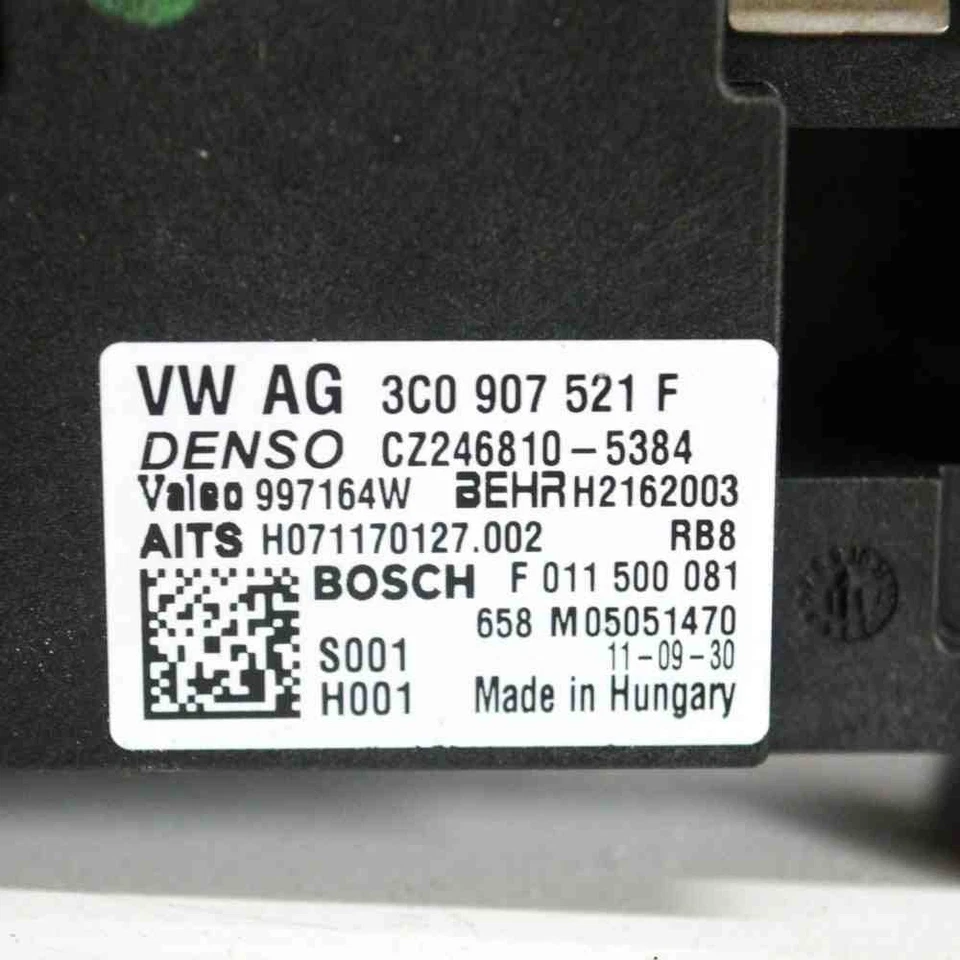 VW AG 3C0 907 521 F
DENSO CZ246810-5384
Valeo 997164W BEHR H2162003
AITS H071170127.002 RB8
BOSCH F 011 500 081
658 M05051470
S001 11-09-30
H001 Made in Hungary